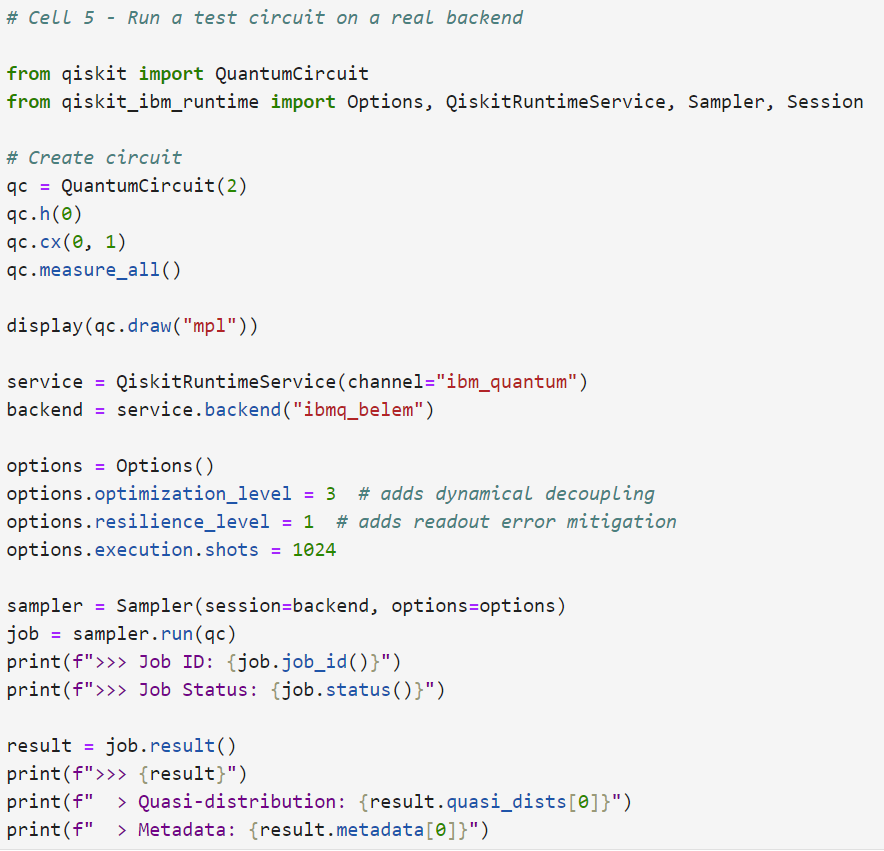 # Cell 5 - Run a test circuit on a real backend
from qiskit import QuantumCircuit
from qiskit_ibm_runtime import Options, QiskitRuntimeService, Sampler, Session
# Create circuit
qc = QuantumCircuit(2)
qc.h(0)
qc.cx(0, 1)
qc.measure_all()
display(qc.draw("mpl"))
service = QiskitRuntimeService(channel="ibm_quantum")
backend = service.backend("ibmq_belem")
options = Options()
options.optimization_level = 3  # adds dynamical decoupling
options.resilience_level = 1  # adds readout error mitigation
options.execution.shots = 1024
sampler = Sampler(session=backend, options=options)
job = sampler.run(qc)
print(f">>> Job ID: {job.job_id()}")
print(f">>> Job Status: {job.status()}")
result = job.result()
print(f">>> {result}")
print(f"  > Quasi-distribution: {result.quasi_dists[0]}")
print(f"  > Metadata: {result.metadata[0]}")